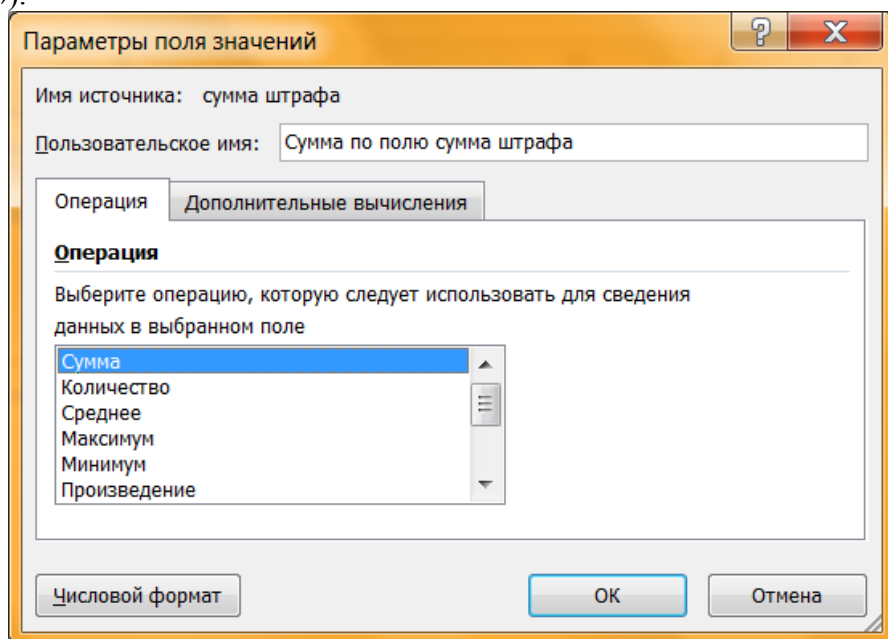 ).
Параметры поля значений
Имя источника: сумма штрафа
Пользовательское имя: Сумма по полю сумма штрафа
Операция Дополнительные вычисления
Операция
Выберите операцию, которую следует использовать для сведения
данных в выбранном поле
Сумма
Количество
Среднее
Максимум
Минимум
Произведение
Числовой формат ОК Отмена